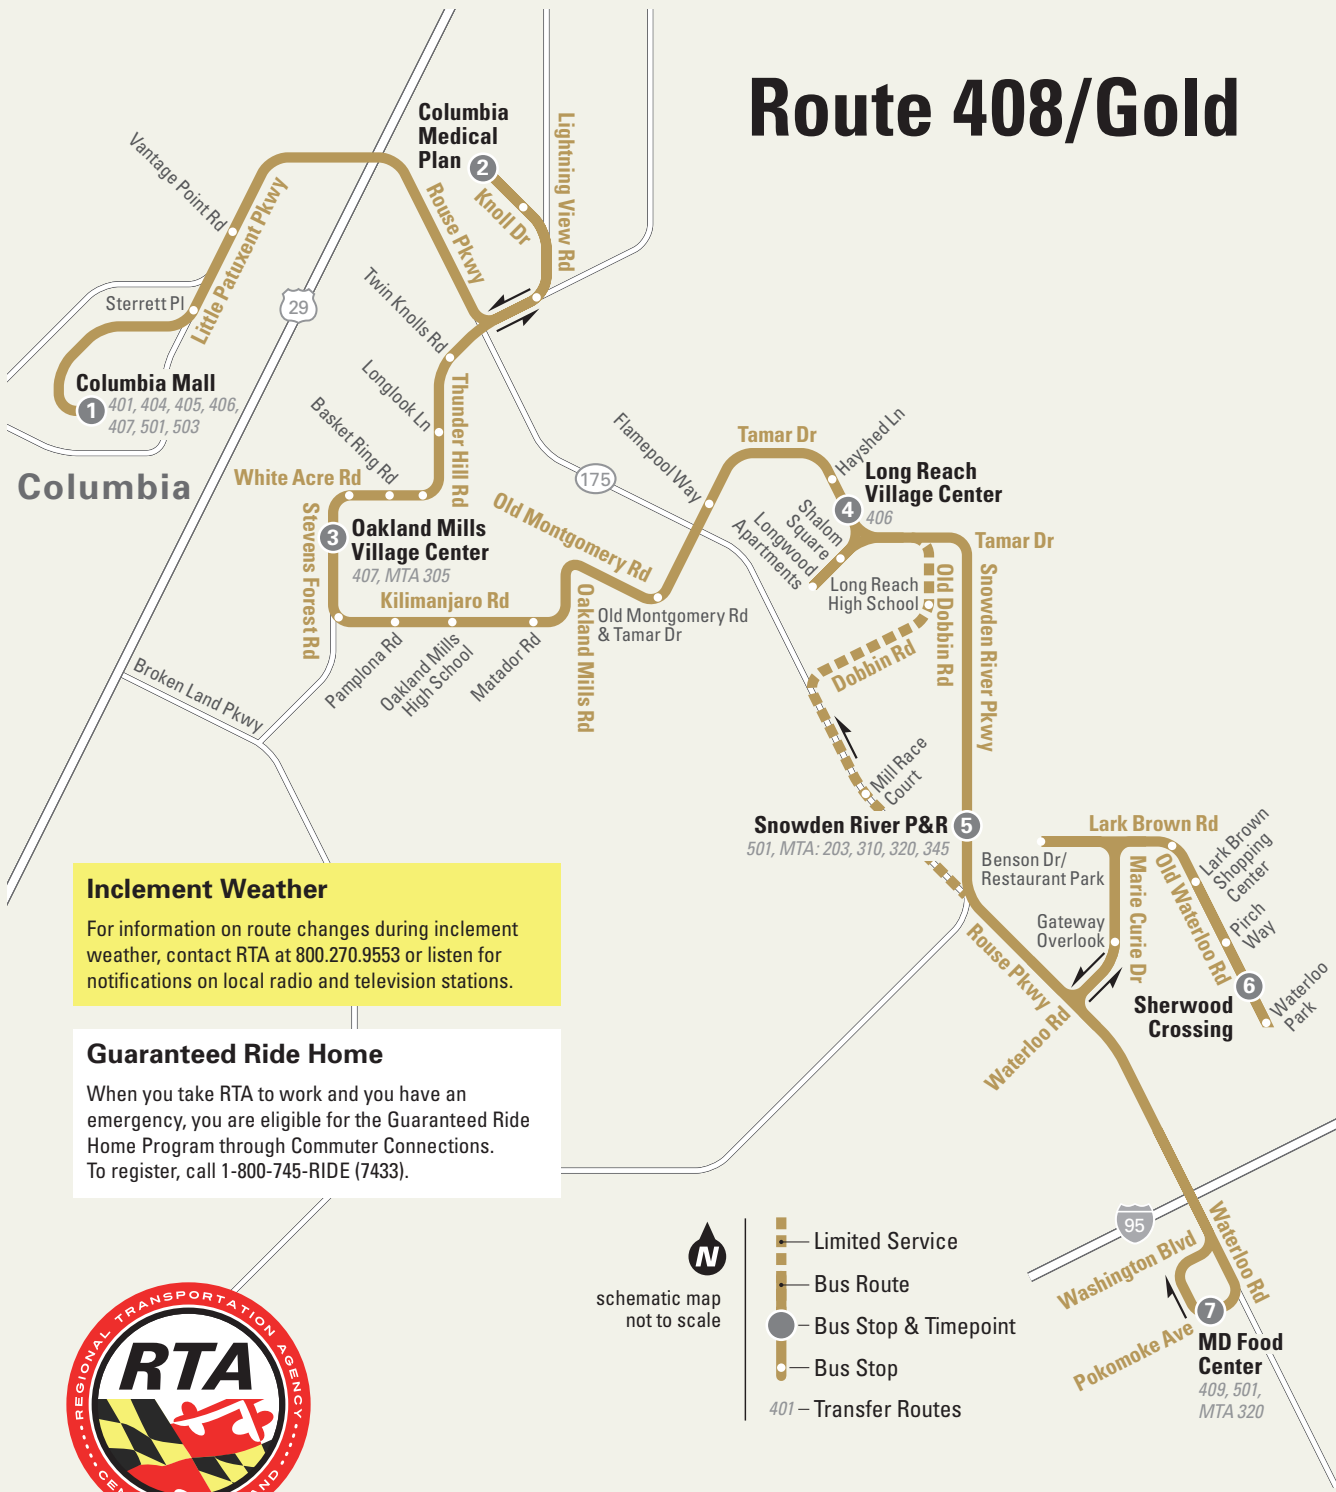 Route 408/Gold
Columbia
Medical
Plan
2
Lightning View Rd
Knoll Dr
Rouse Pkwy
Vantage Point Rd
Little Patuxent Pkwy
Sterrett Pl
29
Twin Knolls Rd
Columbia Mall
1
401, 404, 405, 406,
407, 501, 503
Columbia
Longlook Ln
Thunder Hill Rd
Basket Ring Rd
White Acre Rd
Stevens Forest Rd
3
Oakland Mills
Village Center
407, MTA 305
Kilimanjaro Rd
Pamplona Rd
Oakland Mills
High School
Matador Rd
Oakland Mills Rd
Old Montgomery Rd
Old Montgomery Rd
& Tamar Dr
175
Flamepool Way
Tamar Dr
Hayshed Ln
Long Reach
Village Center
4
406
Shalom
Square
Longwood
Apartments
Tamar Dr
Long Reach
High School
Old Dobbin Rd
Dobbin Rd
Snowden River Pkwy
Broken Land Pkwy
Mill Race
Court
Snowden River P&R
5
501, MTA: 203, 310, 320, 345
Benson Dr/
Restaurant Park
Lark Brown Rd
Lark Brown
Shopping
Center
Marie Curie Dr
Old Waterloo Rd
Pirch
Way
Gateway
Overlook
Rouse Pkwy
Waterloo Rd
6
Sherwood
Crossing
Waterloo
Park
Inclement Weather
For information on route changes during inclement
weather, contact RTA at 800.270.9553 or listen for
notifications on local radio and television stations.
Guaranteed Ride Home
When you take RTA to work and you have an
emergency, you are eligible for the Guaranteed Ride
Home Program through Commuter Connections.
To register, call 1-800-745-RIDE (7433).
95
Washington Blvd
Waterloo Rd
Pokomoke Ave
7
MD Food
Center
409, 501,
MTA 320
N
schematic map
not to scale
Limited Service
Bus Route
Bus Stop & Timepoint
Bus Stop
401
Transfer Routes
REGIONAL TRANSPORTATION AGENCY
RTA